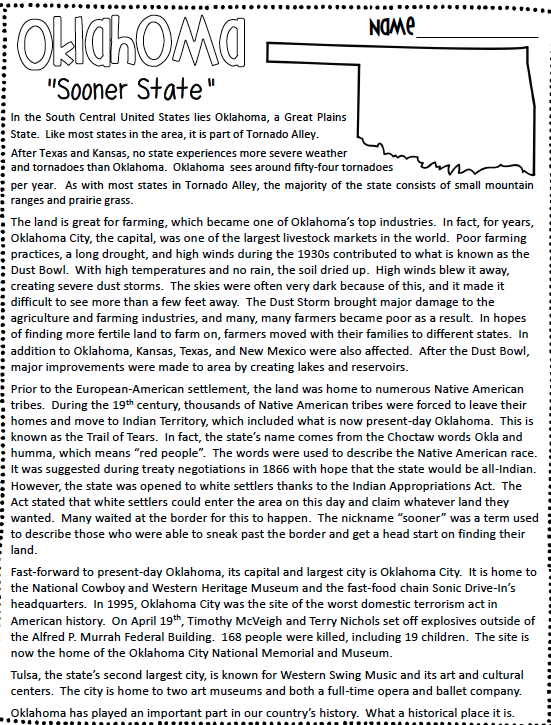 OklahOMa
Name
"Sooner State"
In the South Central United States lies Oklahoma, a Great Plains
State.  Like most states in the area, it is part of Tornado Alley.
After Texas and Kansas, no state experiences more severe weather
and tornadoes than Oklahoma.  Oklahoma  sees around fifty-four tornadoes
per year.  As with most states in Tornado Alley, the majority of the state consists of small mountain
ranges and prairie grass.
The land is great for farming, which became one of Oklahoma's top industries.  In fact, for years,
Oklahoma City, the capital, was one of the largest livestock markets in the world.  Poor farming
practices, a long drought, and high winds during the 1930s contributed to what is known as the
Dust Bowl.  With high temperatures and no rain, the soil dried up.  High winds blew it away,
creating severe dust storms.  The skies were often very dark because of this, and it made it
difficult to see more than a few feet away.  The Dust Storm brought major damage to the
agriculture and farming industries, and many, many farmers became poor as a result.  In hopes
of finding more fertile land to farm on, farmers moved with their families to different states.  In
addition to Oklahoma, Kansas, Texas, and New Mexico were also affected.  After the Dust Bowl,
major improvements were made to area by creating lakes and reservoirs.
Prior to the European-American settlement, the land was home to numerous Native American
tribes.  During the 19th century, thousands of Native American tribes were forced to leave their
homes and move to Indian Territory, which included what is now present-day Oklahoma.  This is
known as the Trail of Tears.  In fact, the state's name comes from the Choctaw words Okla and
humma, which means "red people".  The words were used to describe the Native American race.
It was suggested during treaty negotiations in 1866 with hope that the state would be all-Indian.
However, the state was opened to white settlers thanks to the Indian Appropriations Act.  The
Act stated that white settlers could enter the area on this day and claim whatever land they
wanted.  Many waited at the border for this to happen.  The nickname "sooner" was a term used
to describe those who were able to sneak past the border and get a head start on finding their
land.
Fast-forward to present-day Oklahoma, its capital and largest city is Oklahoma City.  It is home to
the National Cowboy and Western Heritage Museum and the fast-food chain Sonic Drive-In's
headquarters.  In 1995, Oklahoma City was the site of the worst domestic terrorism act in
American history.  On April 19th, Timothy McVeigh and Terry Nichols set off explosives outside of
the Alfred P. Murrah Federal Building.  168 people were killed, including 19 children.  The site is
now the home of the Oklahoma City National Memorial and Museum.
Tulsa, the state's second largest city, is known for Western Swing Music and its art and cultural
centers.  The city is home to two art museums and both a full-time opera and ballet company.
Oklahoma has played an important part in our country's history.  What a historical place it is.